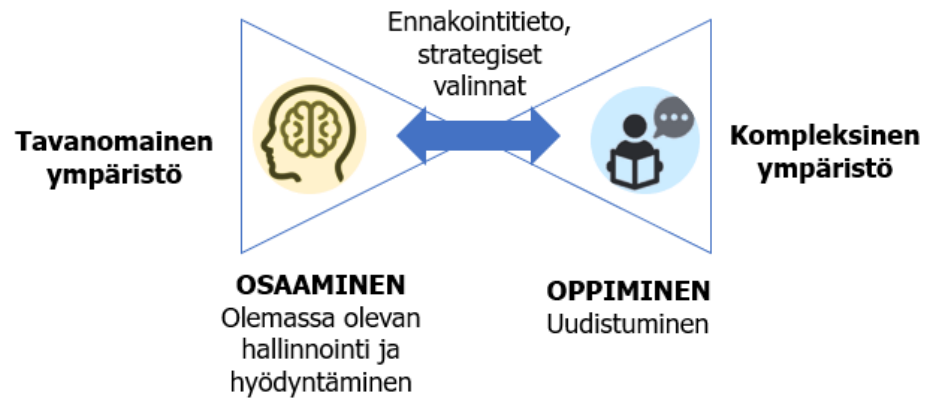 Ennakointitieto,
strategiset
valinnat
Tavanomainen
ympäristö
Kompleksinen
ympäristö
OSAAMINEN
Olemassa olevan
hallinnointi ja
hyödyntäminen
OPPIMINEN
Uudistuminen